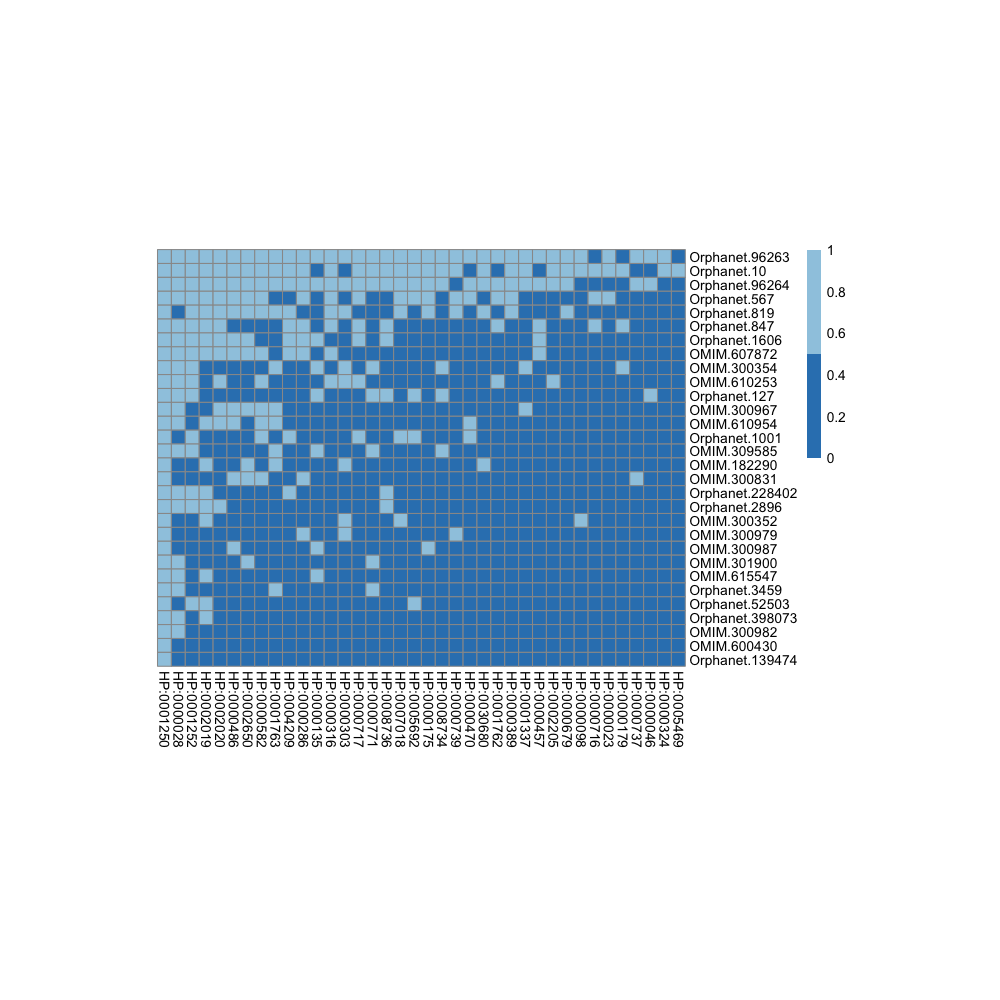 Orphanet.96263
Orphanet.10
Orphanet.96264
Orphanet.567
Orphanet.819
Orphanet.847
Orphanet.1606
OMIM.607872
OMIM.300354
OMIM.610253
Orphanet.127
OMIM.300967
OMIM.610954
Orphanet.1001
OMIM.309585
OMIM.182290
OMIM.300831
Orphanet.228402
Orphanet.2896
OMIM.300352
OMIM.300979
OMIM.300987
OMIM.301900
OMIM.615547
Orphanet.3459
Orphanet.52503
Orphanet.398073
OMIM.300982
OMIM.600430
Orphanet.139474
1
0.8
0.6
0.4
0.2
0
HP:0001250
HP:0000028
HP:0001252
HP:0002019
HP:0002020
HP:0000486
HP:0002650
HP:0000582
HP:0001763
HP:0004209
HP:0000286
HP:0000135
HP:0000316
HP:0000303
HP:0000717
HP:0000771
HP:0008736
HP:0007018
HP:0005692
HP:0000175
HP:0008734
HP:0000739
HP:0000470
HP:0030680
HP:0001762
HP:0000389
HP:0001337
HP:0000457
HP:0002205
HP:0000679
HP:0000098
HP:0000716
HP:0000023
HP:0000179
HP:0000737
HP:0000046
HP:0000324
HP:0005469